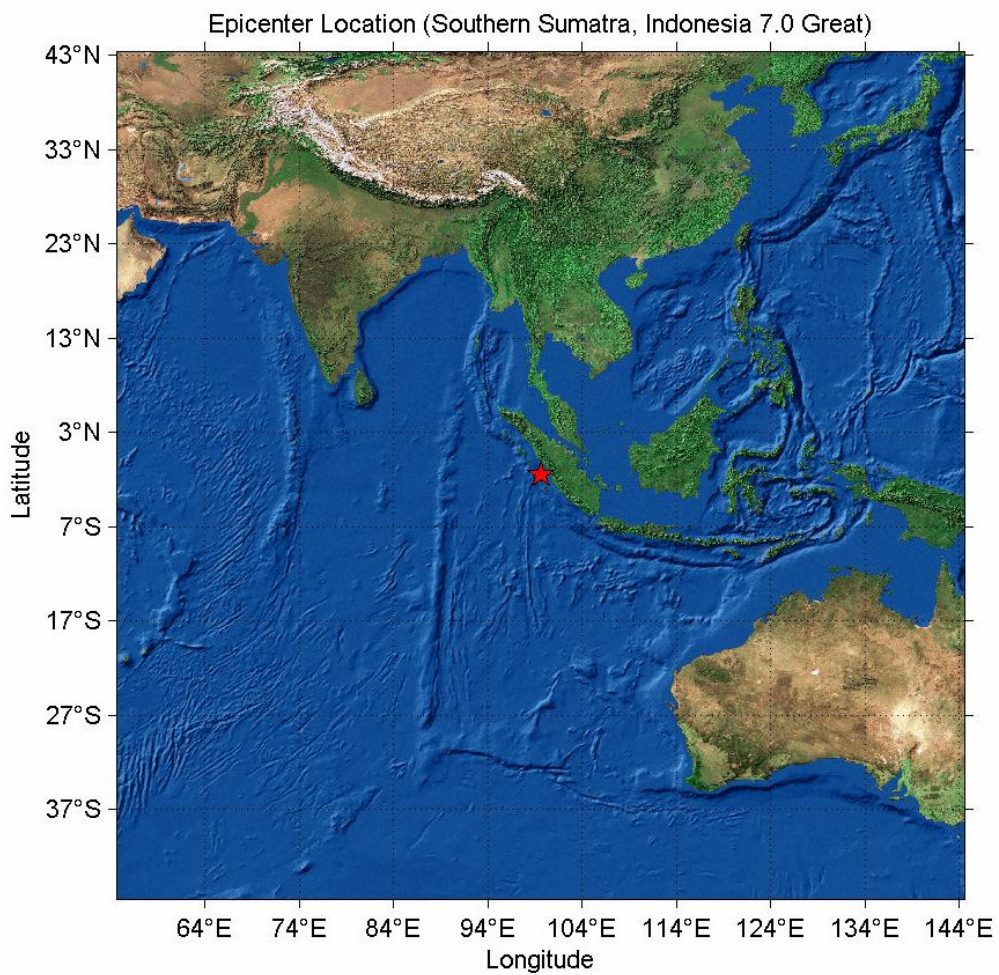 Epicenter Location (Southern Sumatra, Indonesia 7.0 Great)
43°N
33°N
23°N
13°N
3°N
7°S
17°S
27°S
37°S
Latitude
64°E 74°E 84°E 94°E 104°E 114°E 124°E 134°E 144°E
Longitude